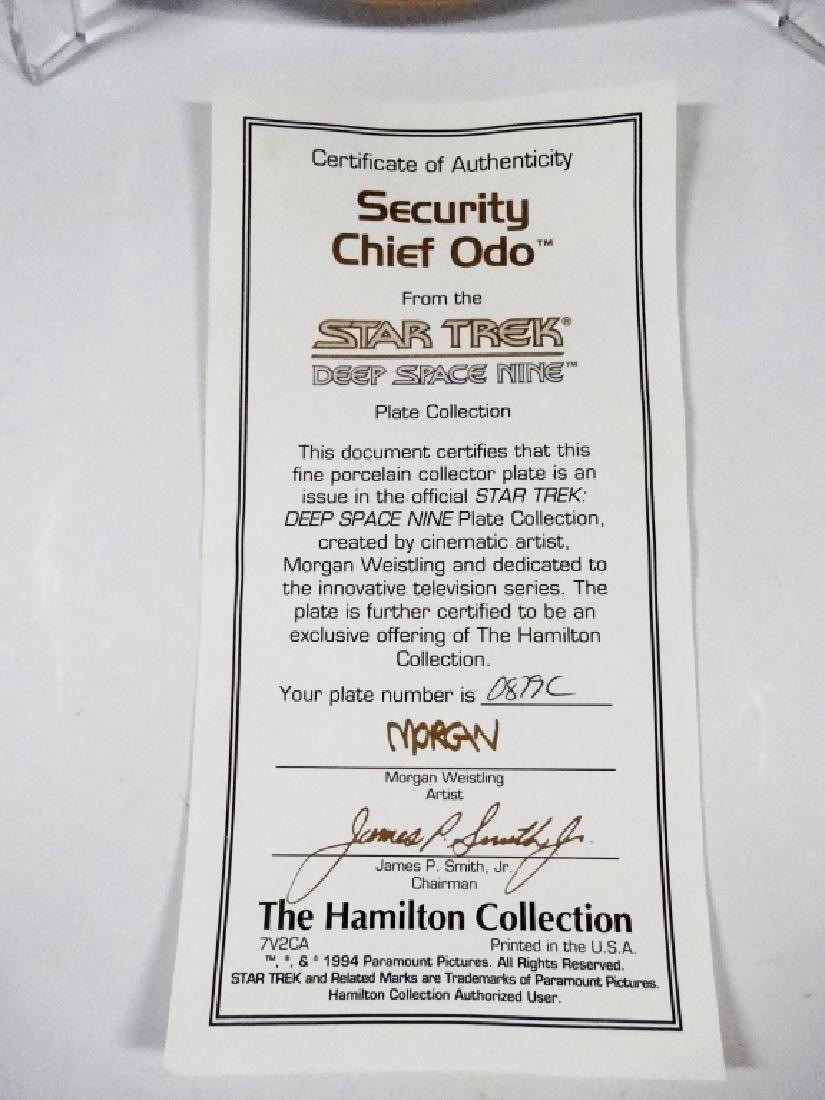 Certificate of Authenticity
Security
Chief Odo™
From the
STAR TREK®
DEEP SPACE NINE™
Plate Collection
This document certifies that this
fine porcelain collector plate is an
issue in the official STAR TREK:
DEEP SPACE NINE Plate Collection,
created by cinematic artist,
Morgan Weistling and dedicated to
the innovative television series. The
plate is further certified to be an
exclusive offering of The Hamilton
Collection.
Your plate number is 0879C
MORGAN
Morgan Weistling
Artist
James P. Smith, Jr.
James P. Smith, Jr.
Chairman
The Hamilton Collection
7V2CA Printed in the U.S.A.
™, ®, & © 1994 Paramount Pictures. All Rights Reserved.
STAR TREK and Related Marks are Trademarks of Paramount Pictures.
Hamilton Collection Authorized User.